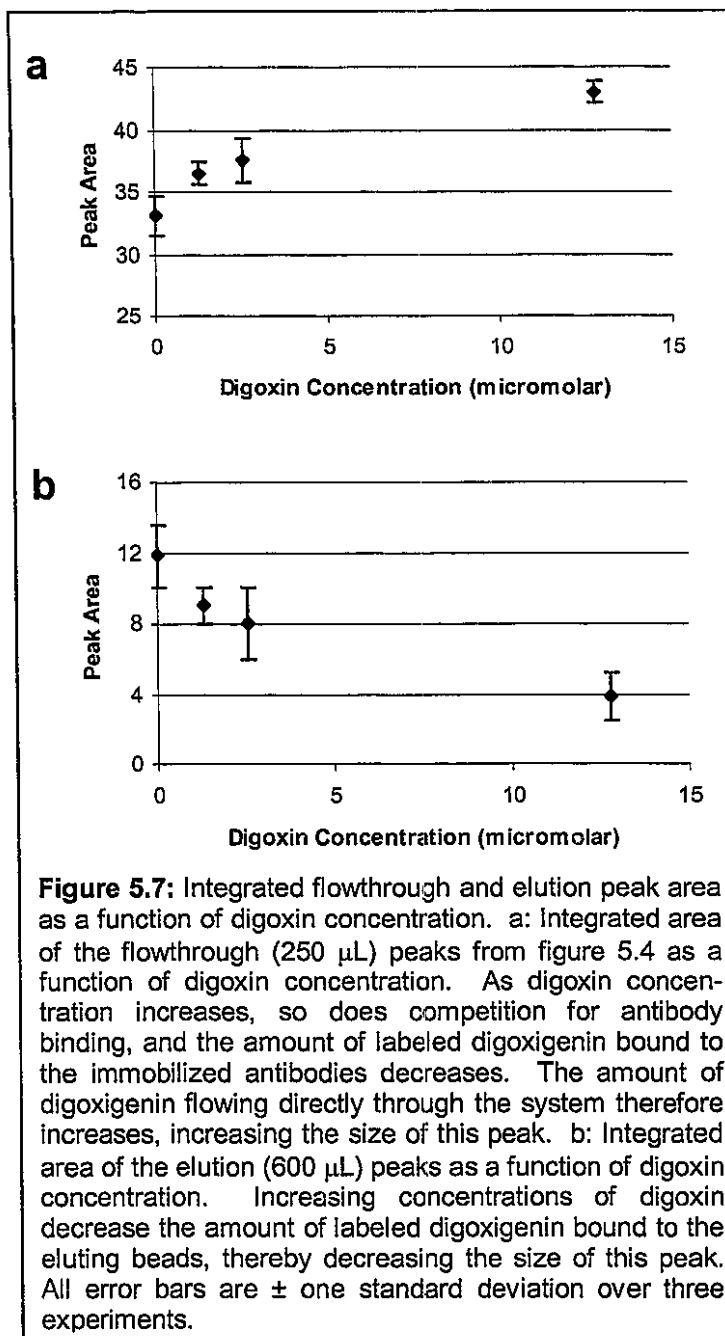 a
45
40
35
30
25
Peak Area
0 5 10 15
Digoxin Concentration (micromolar)
b
16
12
8
4
0
Peak Area
0 5 10 15
Digoxin Concentration (micromolar)
Figure 5.7: Integrated flowthrough and elution peak area
as a function of digoxin concentration. a: Integrated area
of the flowthrough (250 μL) peaks from figure 5.4 as a
function of digoxin concentration. As digoxin concen-
tration increases, so does competition for antibody
binding, and the amount of labeled digoxigenin bound to
the immobilized antibodies decreases. The amount of
digoxigenin flowing directly through the system therefore
increases, increasing the size of this peak. b: Integrated
area of the elution (600 μL) peaks as a function of digoxin
concentration. Increasing concentrations of digoxin
decrease the amount of labeled digoxigenin bound to the
eluting beads, thereby decreasing the size of this peak.
All error bars are ± one standard deviation over three
experiments.